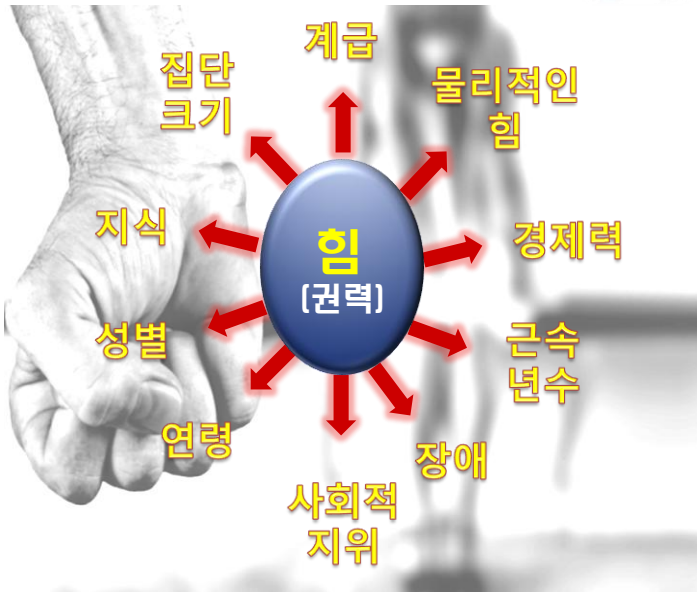 계급
집단
크기
물리적인
힘
지식
힘
(권력)
경제력
성별
근속
년수
연령
장애
사회적
지위